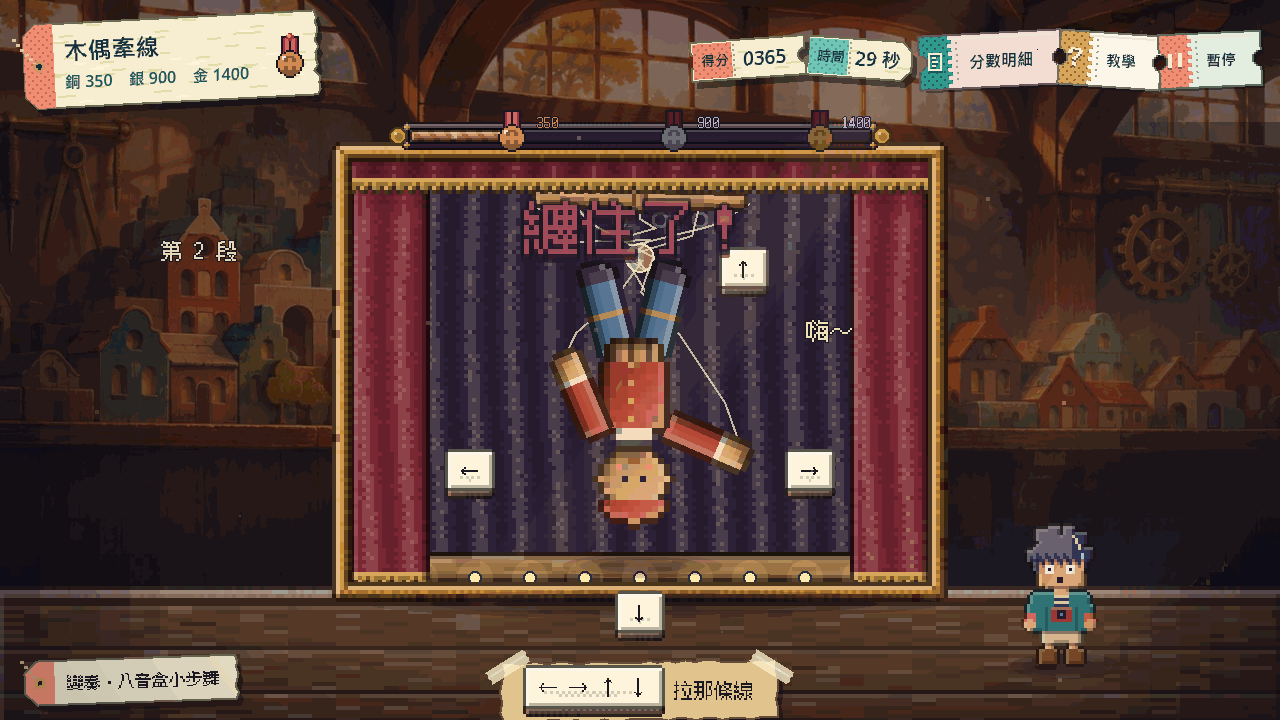 木偶牽線
銅 350 銀 900 金 1400
得分 0365
時間 29 秒
分數明細
? 教學
暫停
350 900 1400
第 2 段
纏住了!
↑
嗨~
← →
↓
變奏·八音盒小步舞
← → ↑ ↓ 拉那條線